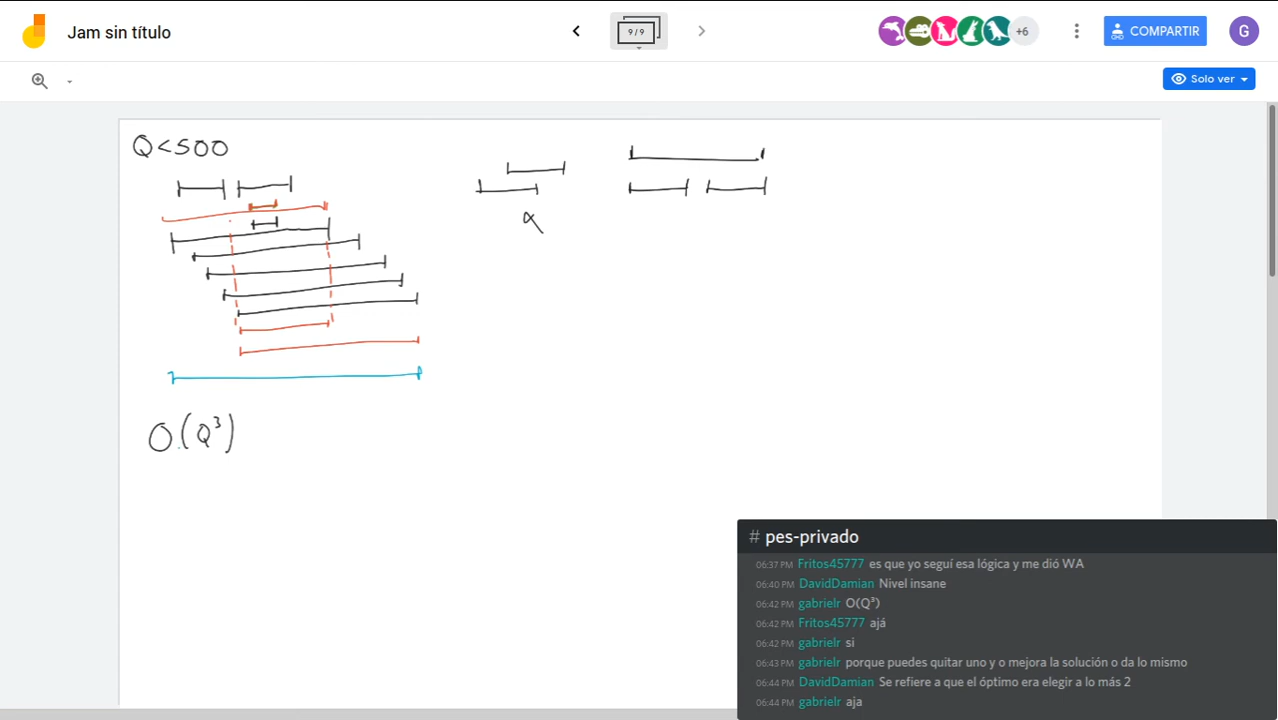 Jam sin título
9/9
+6
COMPARTIR
G
Solo ver
Q<500
O(Q³)
# pes-privado
06:37 PM Fritos45777 es que yo seguí esa lógica y me dió WA
06:40 PM DavidDamian Nivel insane
06:42 PM gabrielr O(Q³)
06:42 PM Fritos45777 ajá
06:42 PM gabrielr si
06:43 PM gabrielr porque puedes quitar uno y o mejora la solución o da lo mismo
06:44 PM DavidDamian Se refiere a que el óptimo era elegir a lo más 2
06:44 PM gabrielr aja